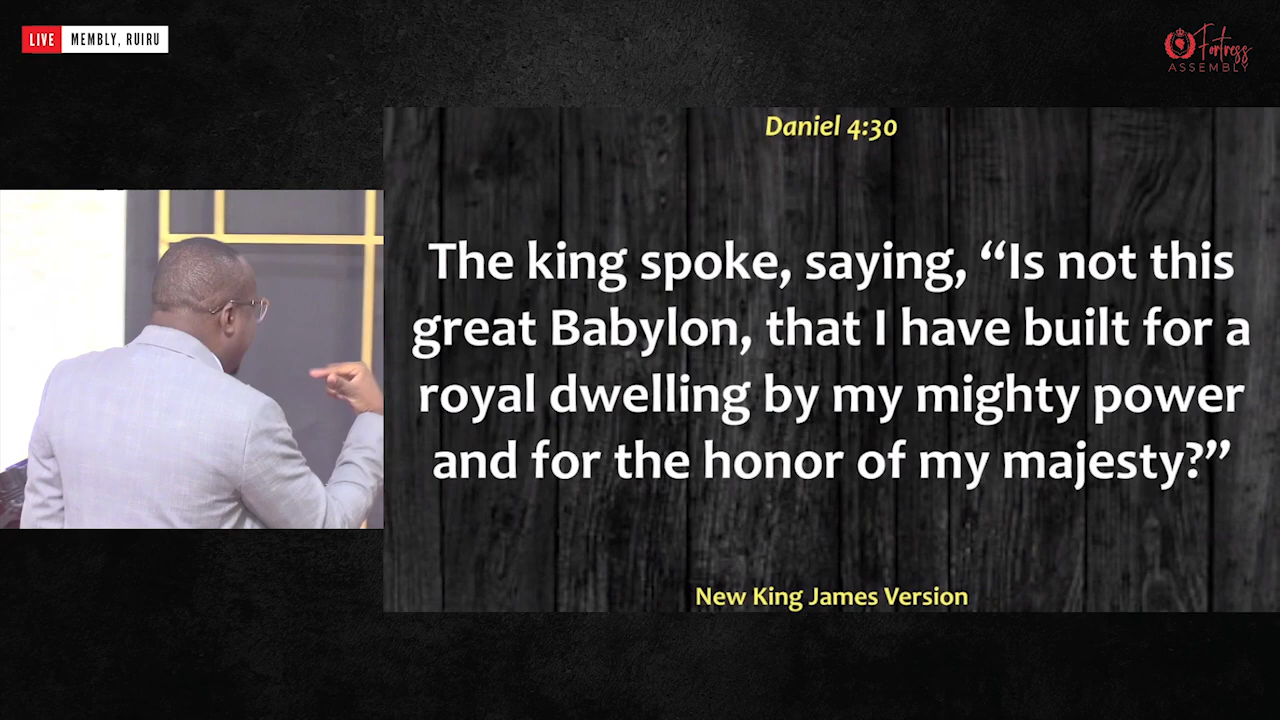 LIVE MEMBLY, RUIRU
Fortress
ASSEMBLY
Daniel 4:30
The king spoke, saying, “Is not this
great Babylon, that I have built for a
royal dwelling by my mighty power
and for the honor of my majesty?”
New King James Version